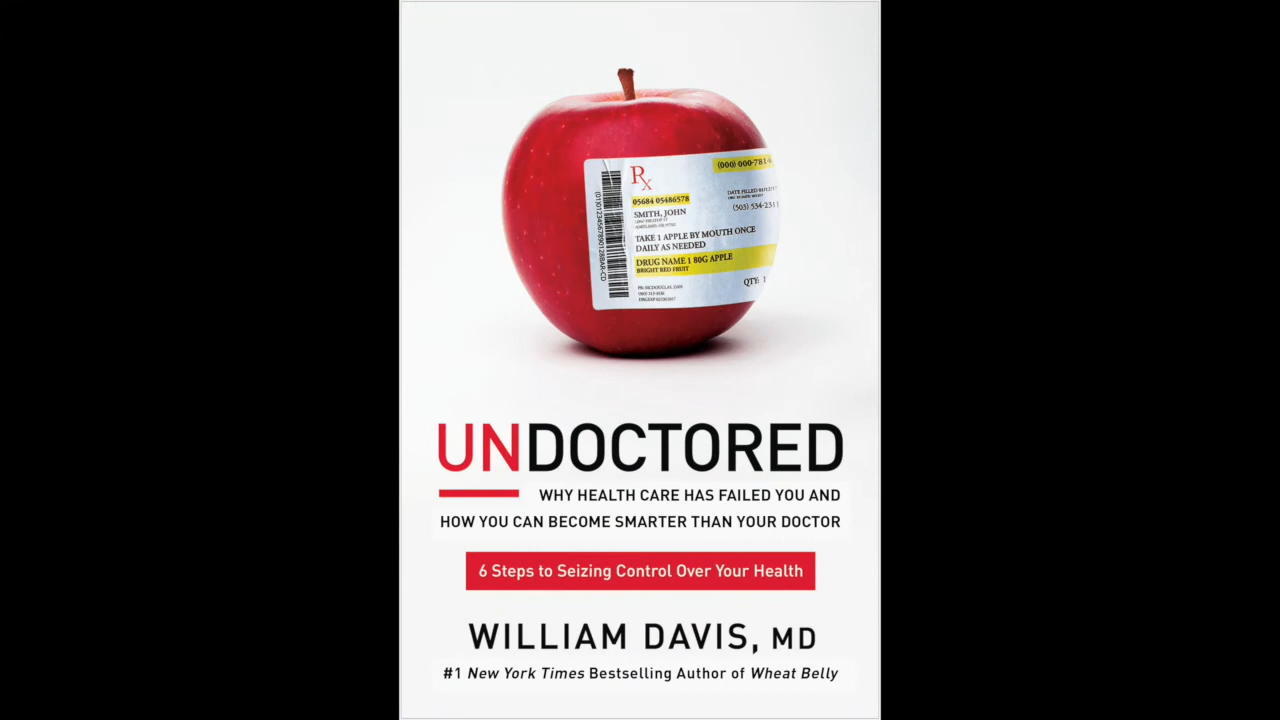 (000) 000-781
Rx
05684 05486578
SMITH, JOHN
(503) 534-231
TAKE 1 APPLE BY MOUTH ONCE
DAILY AS NEEDED
DRUG NAME 1 80G APPLE
BRIGHT RED FRUIT
QTY: 1
UNDOCTORED
WHY HEALTH CARE HAS FAILED YOU AND
HOW YOU CAN BECOME SMARTER THAN YOUR DOCTOR
6 Steps to Seizing Control Over Your Health
WILLIAM DAVIS, MD
#1 New York Times Bestselling Author of Wheat Belly